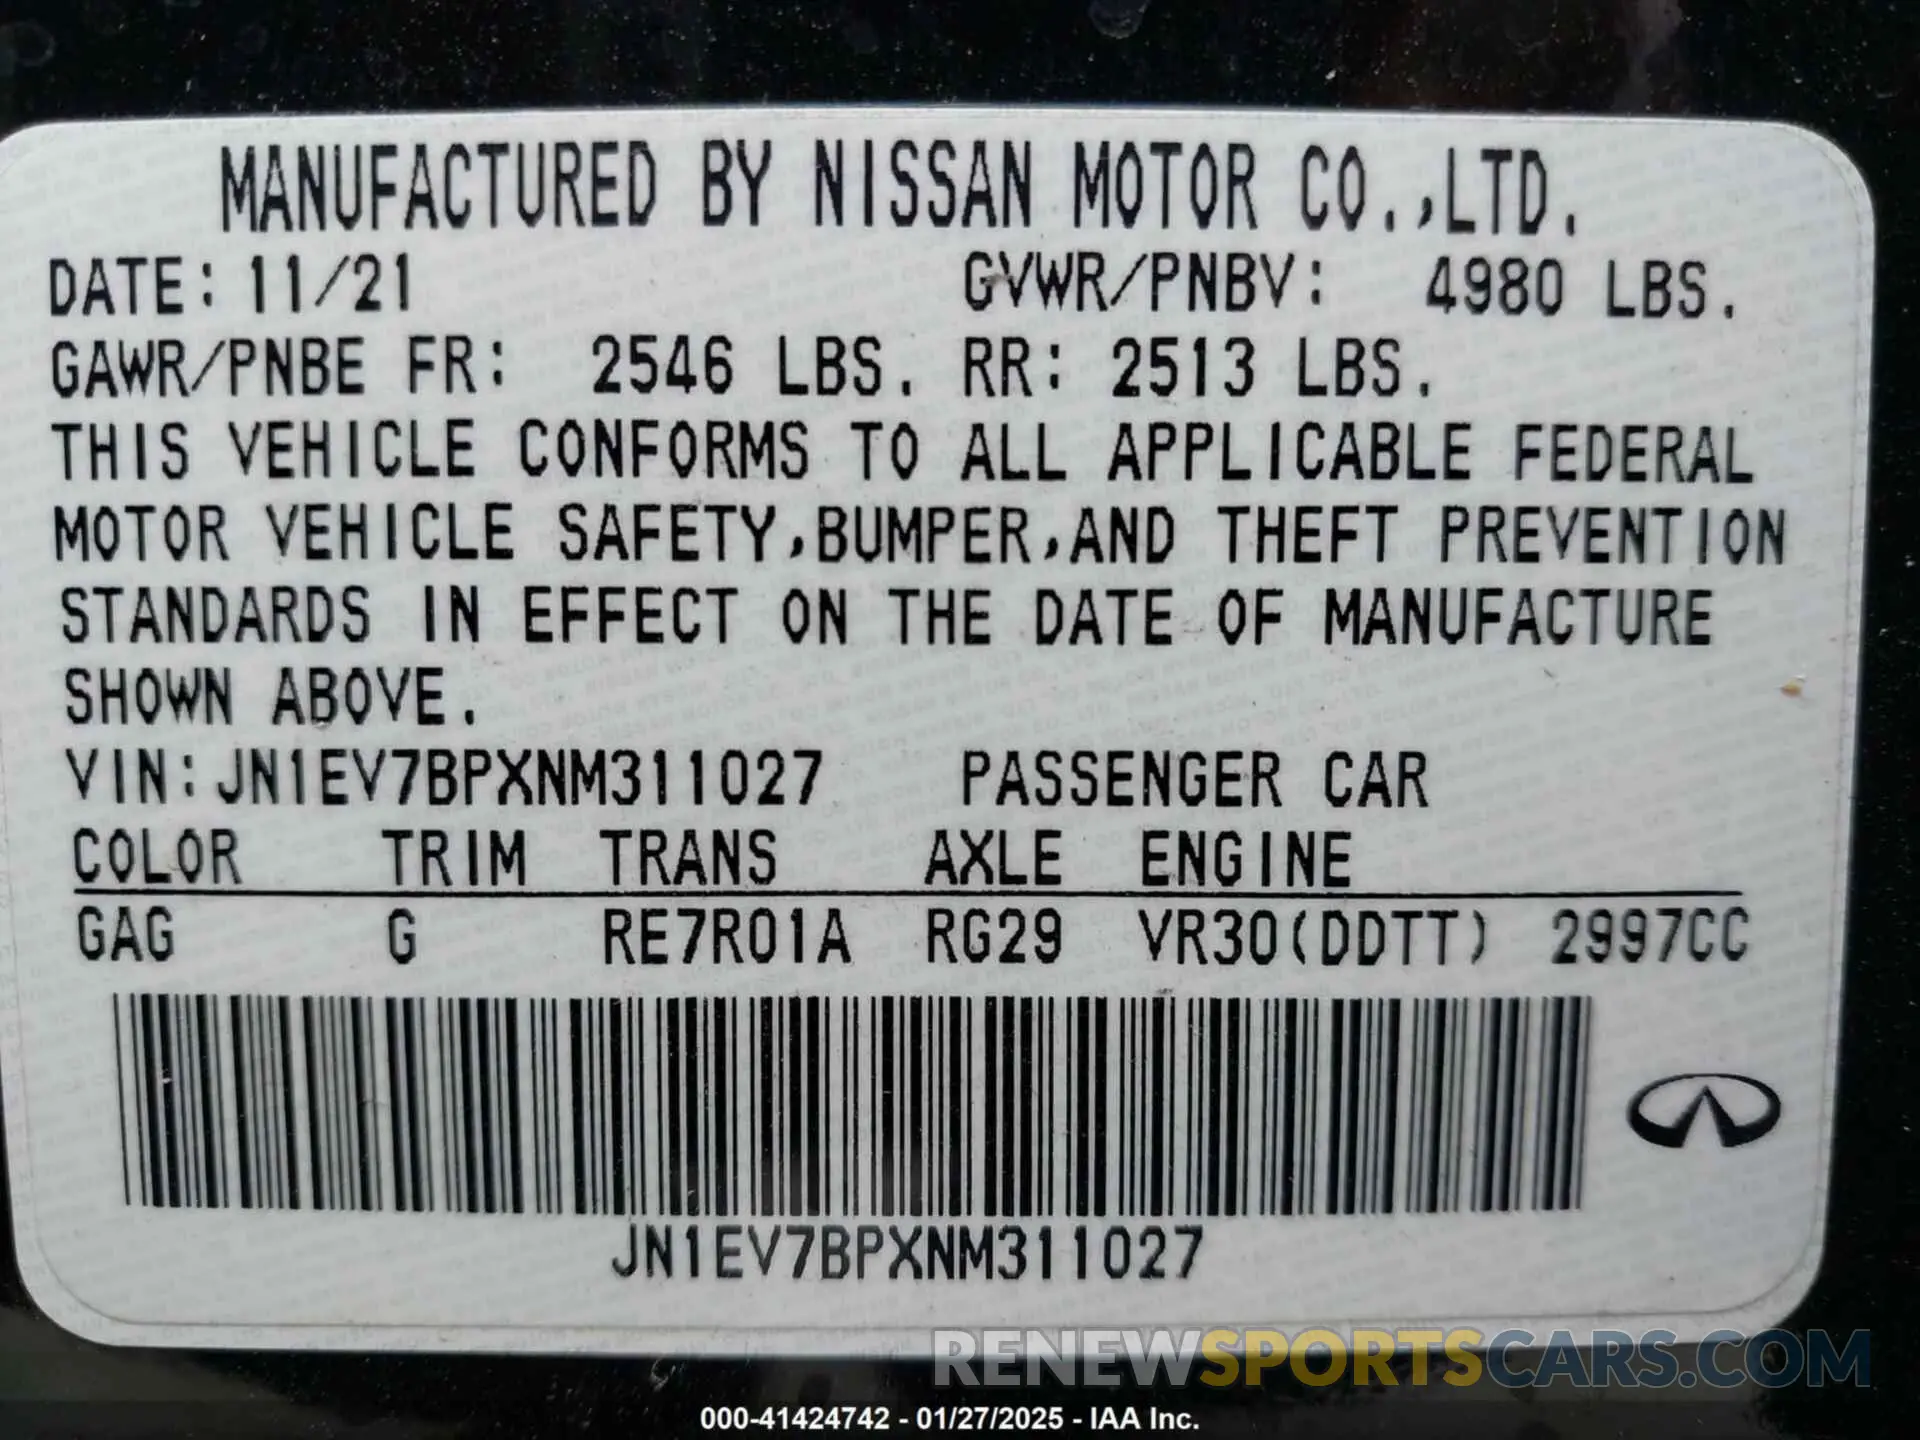 MANUFACTURED BY NISSAN MOTOR CO.,LTD.
DATE: 11/21 GVWR/PNBV: 4980 LBS.
GAWR/PNBE FR: 2546 LBS. RR: 2513 LBS.
THIS VEHICLE CONFORMS TO ALL APPLICABLE FEDERAL
MOTOR VEHICLE SAFETY,BUMPER,AND THEFT PREVENTION
STANDARDS IN EFFECT ON THE DATE OF MANUFACTURE
SHOWN ABOVE.
VIN:JN1EV7BPXNM311027 PASSENGER CAR
COLOR TRIM TRANS AXLE ENGINE
GAG G RE7R01A RG29 VR30(DDTT) 2997CC
JN1EV7BPXNM311027
RENEWSPORTSCARS.COM
000-41424742 - 01/27/2025 - IAA Inc.